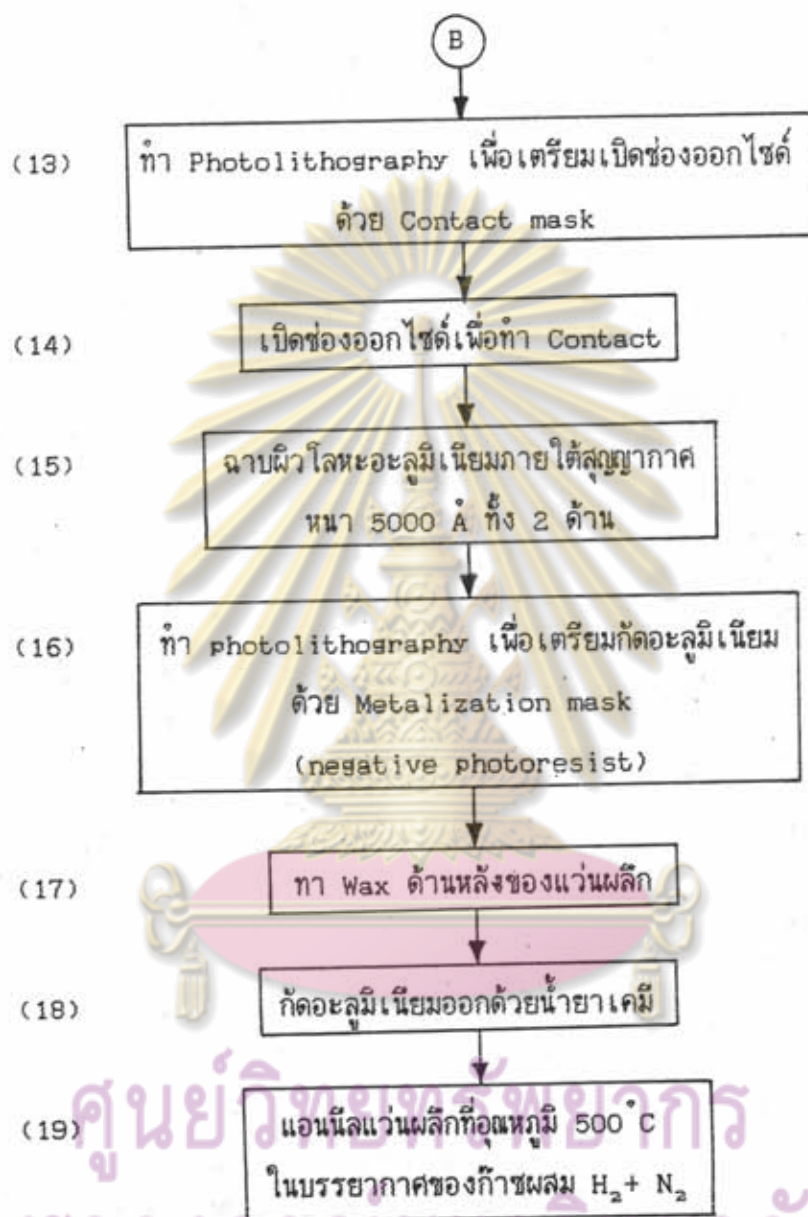 B
(13) ทำ Photolithography เพื่อเตรียมเปิดช่องออกไซด์
ด้วย Contact mask
(14) เปิดช่องออกไซด์เพื่อทำ Contact
(15) ฉาบผิวโลหะอะลูมิเนียมภายใต้สุญญากาศ
หนา 5000 Å ทั้ง 2 ด้าน
(16) ทำ photolithography เพื่อเตรียมกัดอะลูมิเนียม
ด้วย Metalization mask
(negative photoresist)
(17) ทา Wax ด้านหลังของแว่นผลึก
(18) กัดอะลูมิเนียมออกด้วยน้ำยาเคมี
(19) แอนนีลแว่นผลึกที่อุณหภูมิ 500 °C
ในบรรยากาศของก๊าซผสม H₂+ N₂
ศูนย์วิทยทรัพยากร